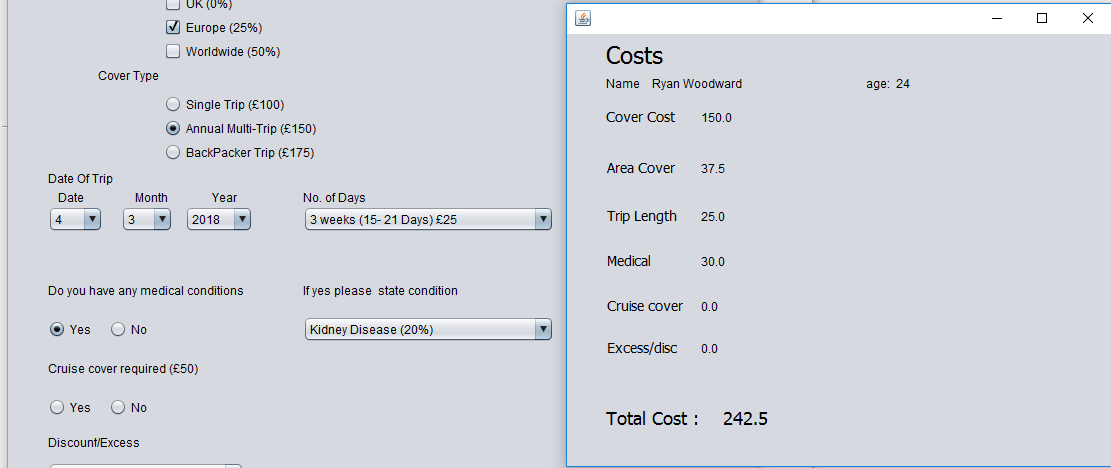 UK (0%)
Europe (25%)
Worldwide (50%)
Cover Type
Single Trip (£100)
Annual Multi-Trip (£150)
BackPacker Trip (£175)
Date Of Trip
Date Month Year No. of Days
4 3 2018 3 weeks (15- 21 Days) £25
Do you have any medical conditions If yes please state condition
Yes No Kidney Disease (20%)
Cruise cover required (£50)
Yes No
Discount/Excess
Costs
Name Ryan Woodward age: 24
Cover Cost 150.0
Area Cover 37.5
Trip Length 25.0
Medical 30.0
Cruise cover 0.0
Excess/disc 0.0
Total Cost : 242.5